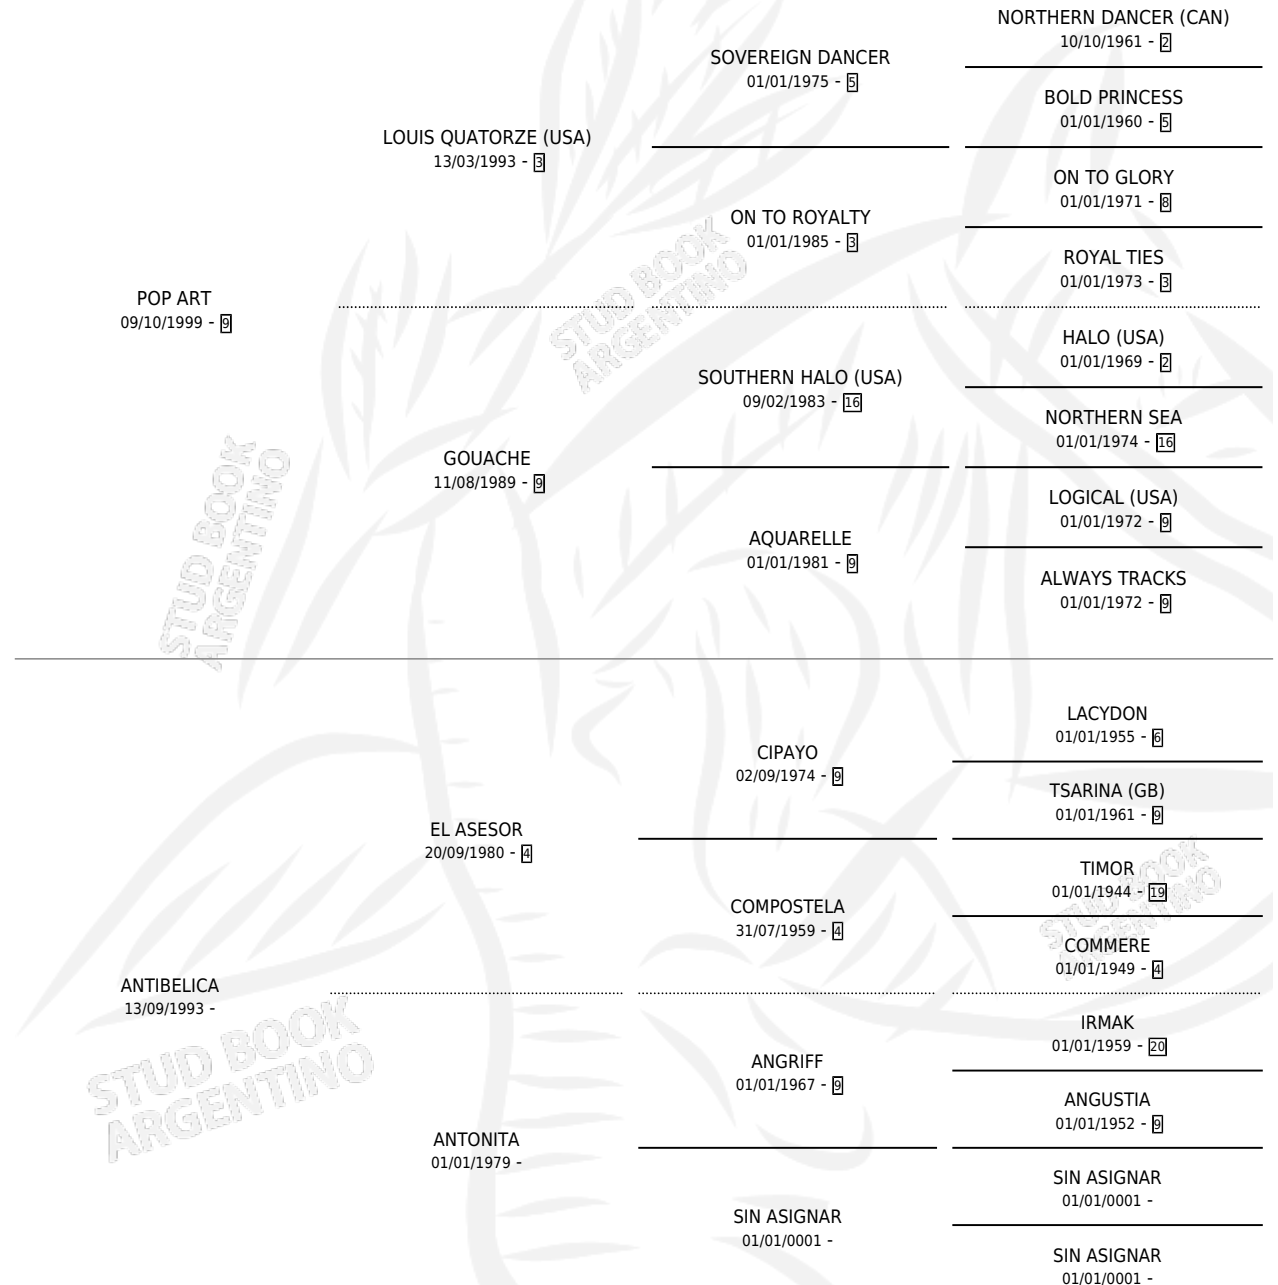 NORTHERN DANCER (CAN)
10/10/1961 - 2
SOVEREIGN DANCER
01/01/1975 - 5
BOLD PRINCESS
01/01/1960 - 5
LOUIS QUATORZE (USA)
13/03/1993 - 3
ON TO GLORY
01/01/1971 - 8
ON TO ROYALTY
01/01/1985 - 3
ROYAL TIES
01/01/1973 - 3
POP ART
09/10/1999 - 9
HALO (USA)
01/01/1969 - 2
SOUTHERN HALO (USA)
09/02/1983 - 16
NORTHERN SEA
01/01/1974 - 16
GOUACHE
11/08/1989 - 9
LOGICAL (USA)
01/01/1972 - 9
AQUARELLE
01/01/1981 - 9
ALWAYS TRACKS
01/01/1972 - 9
LACYDON
01/01/1955 - 6
CIPAYO
02/09/1974 - 9
TSARINA (GB)
01/01/1961 - 9
EL ASESOR
20/09/1980 - 4
TIMOR
01/01/1944 - 19
COMPOSTELA
31/07/1959 - 4
COMMERE
01/01/1949 - 4
ANTIBELICA
13/09/1993 -
IRMAK
01/01/1959 - 20
ANGRIFF
01/01/1967 - 9
ANGUSTIA
01/01/1952 - 9
ANTONITA
01/01/1979 -
SIN ASIGNAR
01/01/0001 -
SIN ASIGNAR
01/01/0001 -
SIN ASIGNAR
01/01/0001 -
STUD BOOK
ARGENTINO
STUD BOOK
ARGENTINO
STUD BOOK
ARGENTINO
STUD BOOK
ARGENTINO